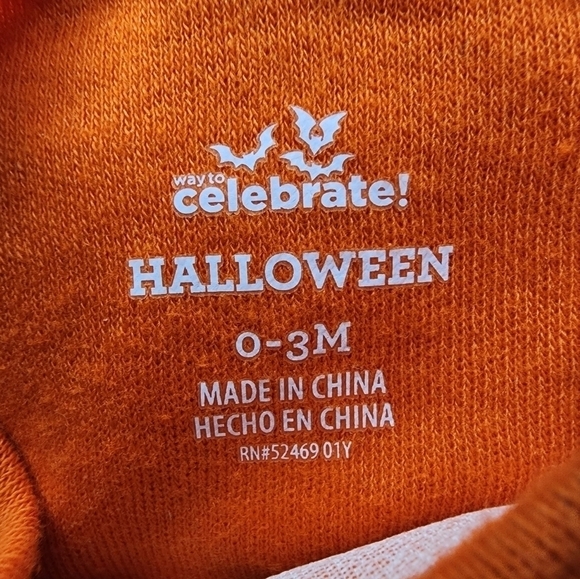 way to
celebrate!
HALLOWEEN
0-3M
MADE IN CHINA
HECHO EN CHINA
RN#52469 01Y